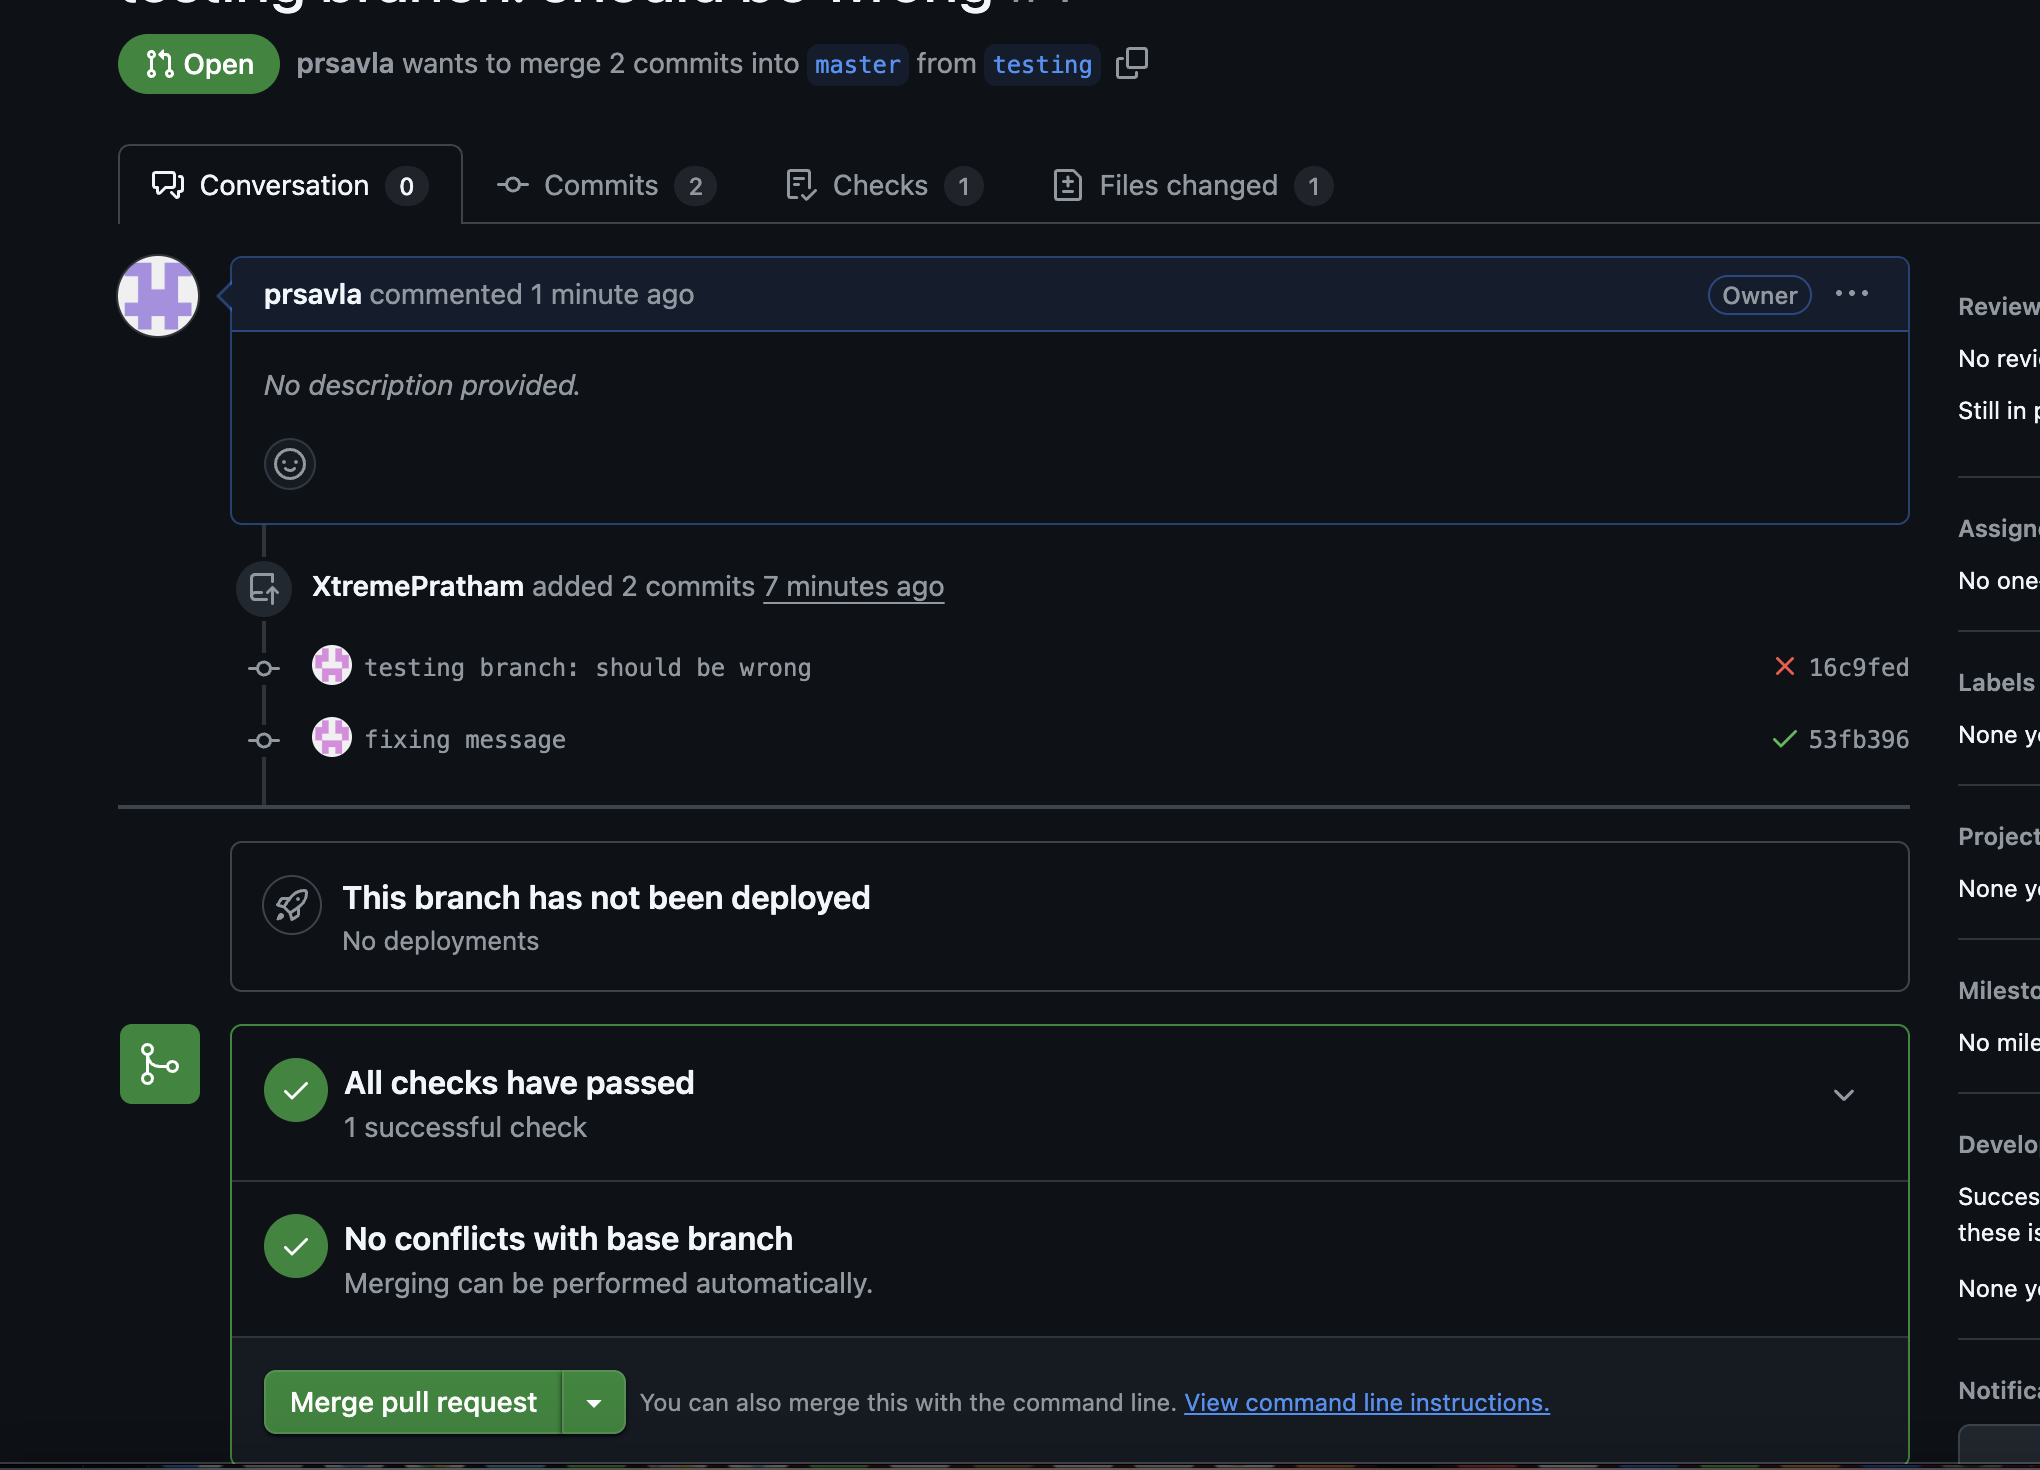 testing branch: should be wrong
Open prsavla wants to merge 2 commits into master from testing
Conversation 0 Commits 2 Checks 1 Files changed 1
prsavla commented 1 minute ago Owner
No description provided.
XtremePratham added 2 commits 7 minutes ago
testing branch: should be wrong 16c9fed
fixing message 53fb396
This branch has not been deployed
No deployments
All checks have passed
1 successful check
No conflicts with base branch
Merging can be performed automatically.
Merge pull request You can also merge this with the command line. View command line instructions.
Review
No revi
Still in p
Assign
No one-
Labels
None y
Project
None y
Milesto
No mile
Develo
Succes
these is
None y
Notific